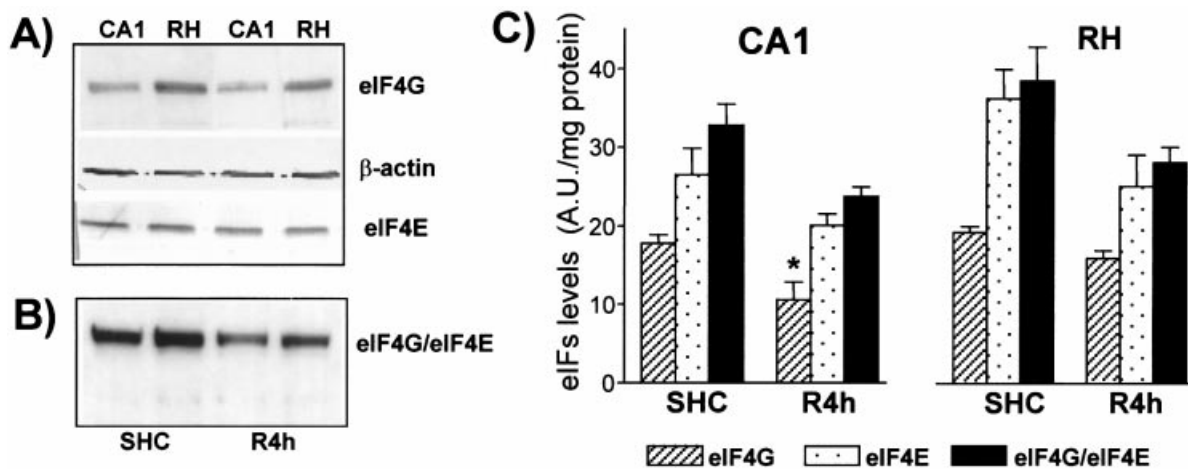 A)
CA1 RH CA1 RH
eIF4G
β-actin
eIF4E
B)
eIF4G/eIF4E
SHC R4h
C)
CA1 RH
eIFs levels (A.U./mg protein)
40
30
20
10
0
*
SHC R4h SHC R4h
eIF4G eIF4E eIF4G/eIF4E